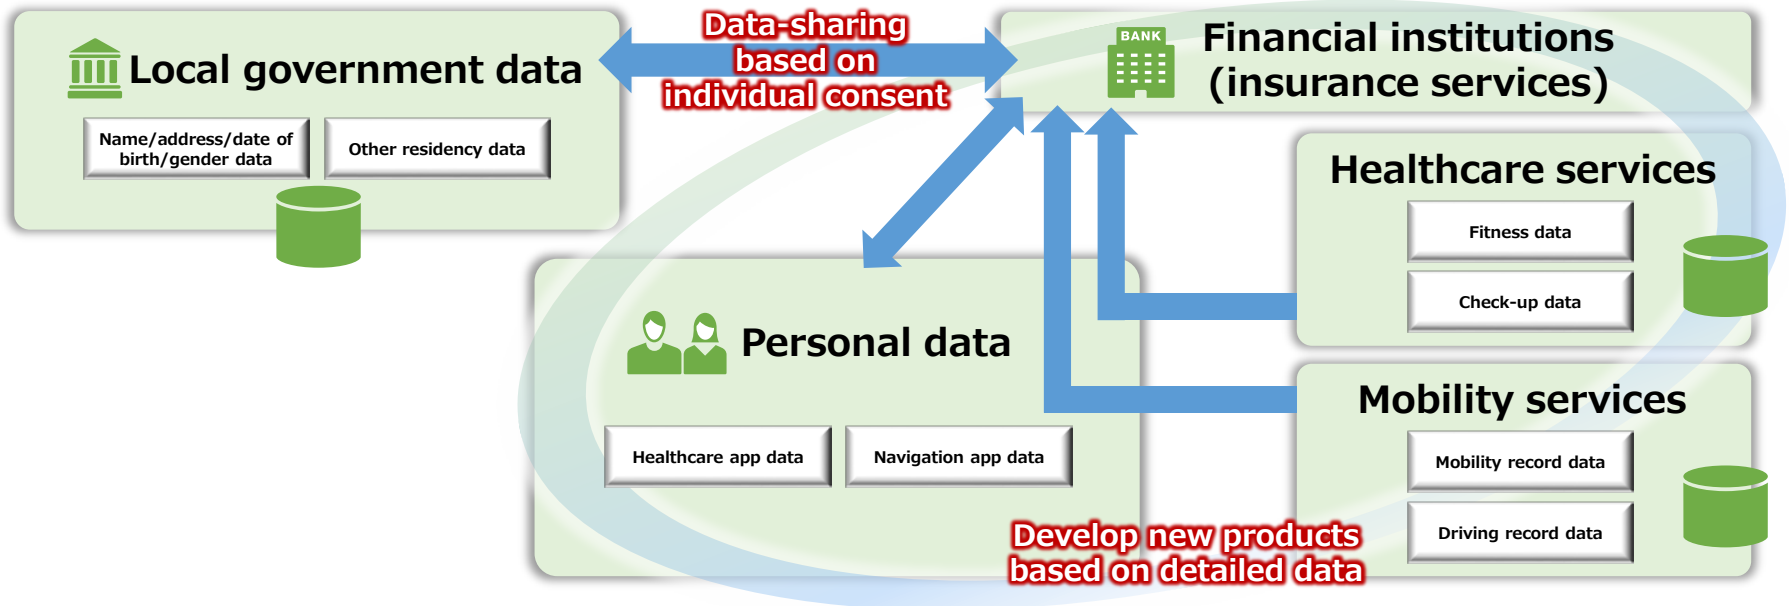 Local government data
Name/address/date of
birth/gender data
Other residency data
Data-sharing
based on
individual consent
BANK
Financial institutions
(insurance services)
Healthcare services
Fitness data
Check-up data
Personal data
Healthcare app data
Navigation app data
Mobility services
Mobility record data
Driving record data
Develop new products
based on detailed data